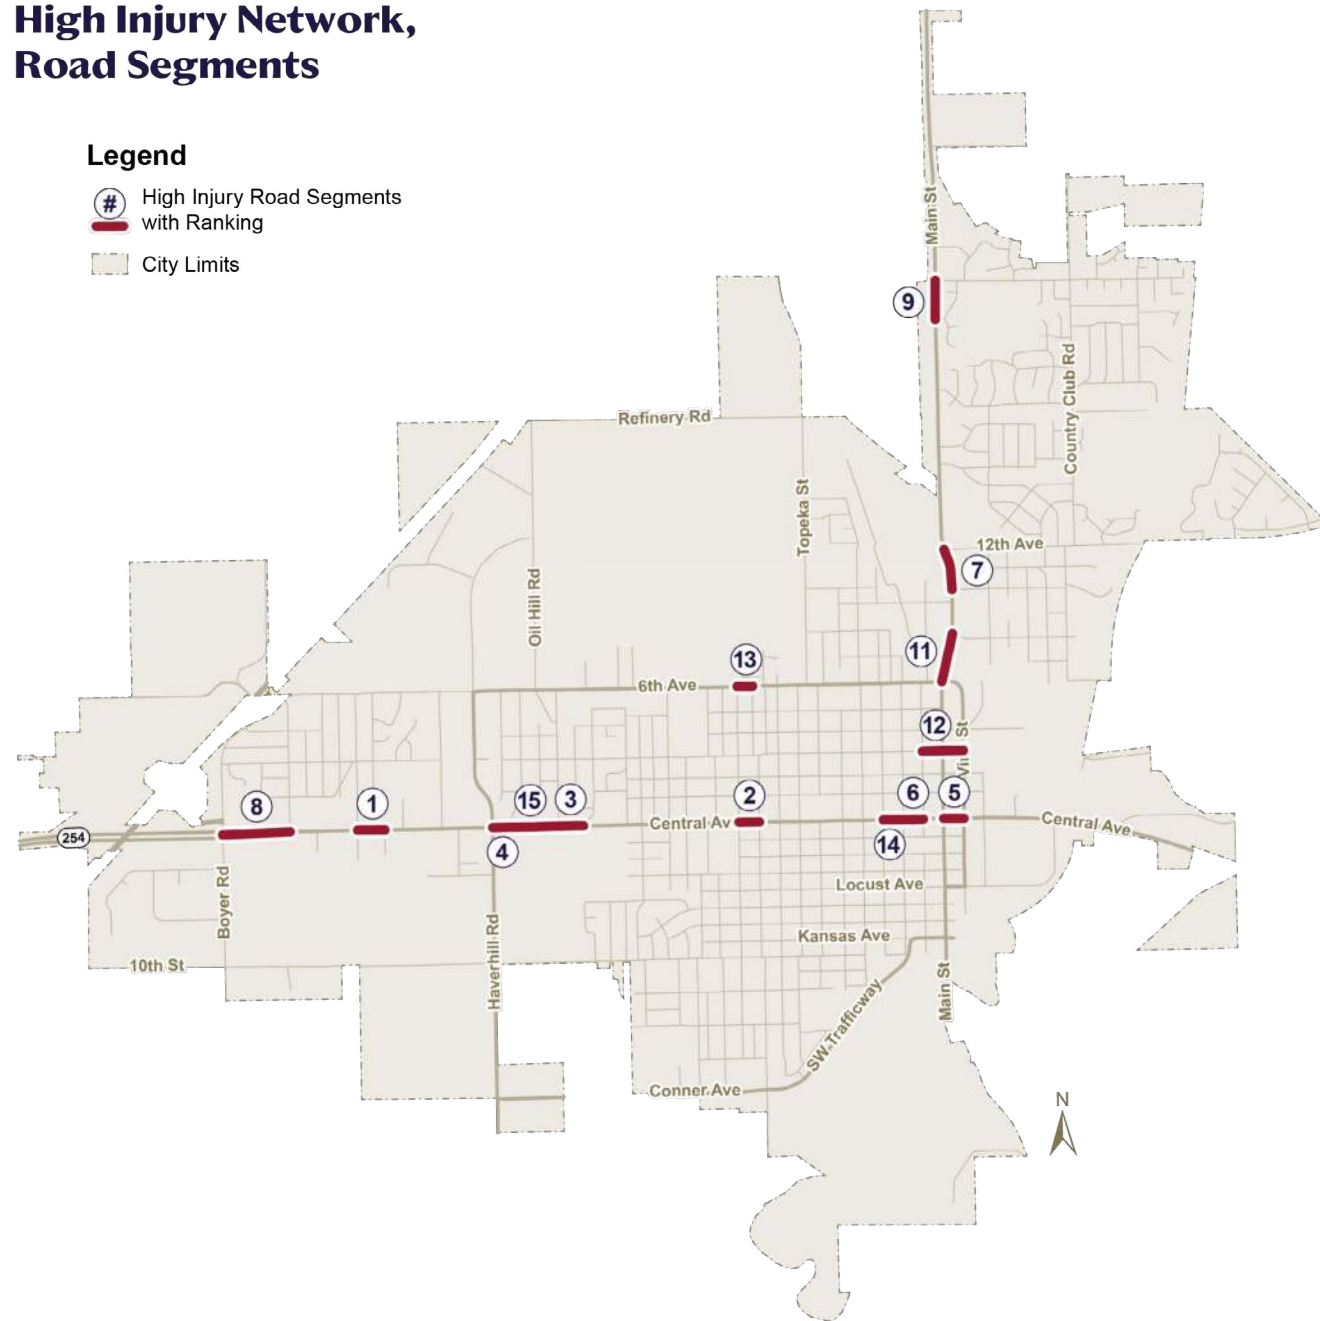 High Injury Network,
Road Segments
Legend
#
High Injury Road Segments
with Ranking
City Limits
Main St
9
Country Club Rd
Refinery Rd
Topeka St
12th Ave
7
Oil Hill Rd
11
13
6th Ave
12
St
8
1
15
3
2
6
5
254
Central Av
Central Ave
4
14
Boyer Rd
Locust Ave
Haverhill Rd
Kansas Ave
10th St
Main St
SW Trafficway
Conner Ave
N